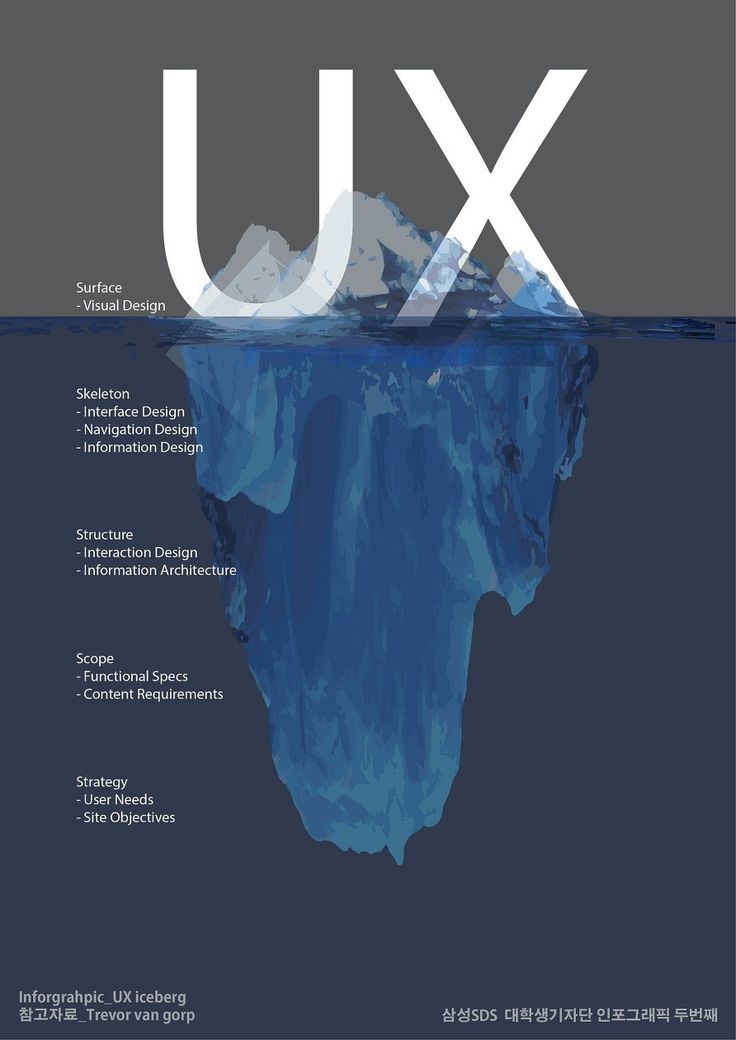 UX
Surface
- Visual Design
Skeleton
- Interface Design
- Navigation Design
- Information Design
Structure
- Interaction Design
- Information Architecture
Scope
- Functional Specs
- Content Requirements
Strategy
- User Needs
- Site Objectives
Inforgrahpic_UX iceberg
참고자료_Trevor van gorp
삼성SDS 대학생기자단 인포그래픽 두번째